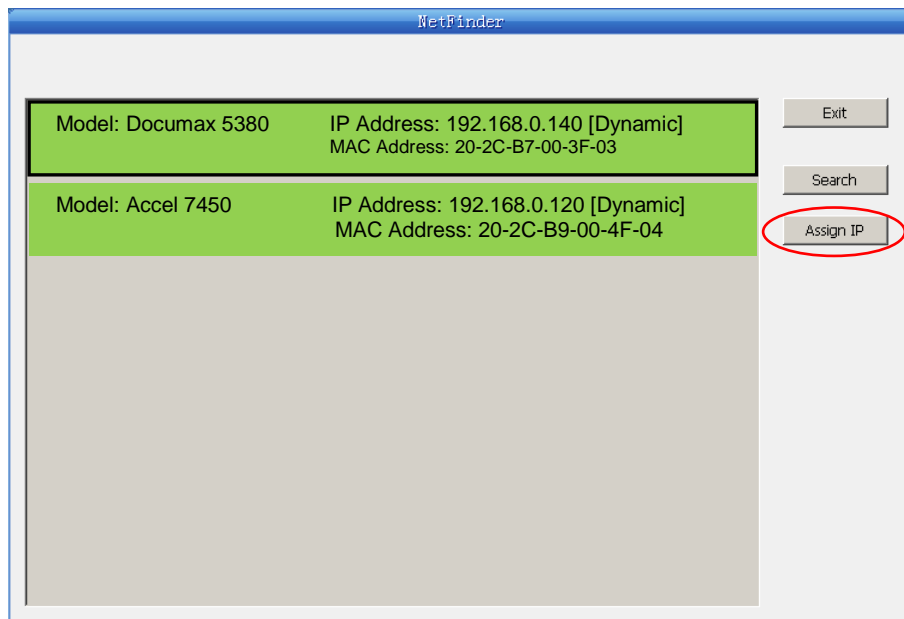 NetFinder
Model: Documax 5380 IP Address: 192.168.0.140 [Dynamic]
MAC Address: 20-2C-B7-00-3F-03
Model: Accel 7450 IP Address: 192.168.0.120 [Dynamic]
MAC Address: 20-2C-B9-00-4F-04
Exit
Search
Assign IP